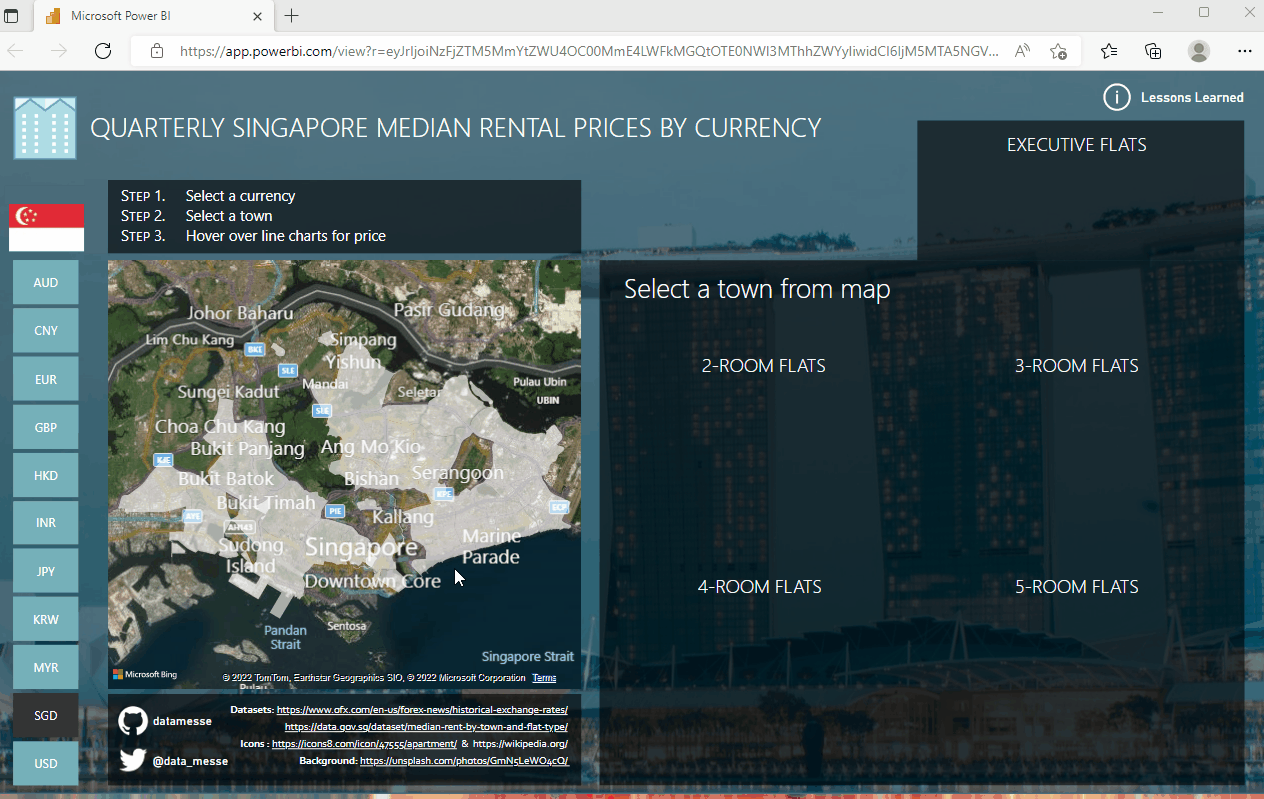 Microsoft Power BI
https://app.powerbi.com/view?r=eyJrIjoiNzFjZTM5MmYtZWU4OC00MmE4LWFkMGQtOTE0NWI3MThhZWYyIiwidCI6IjM5MTA5NGV...
Lessons Learned
QUARTERLY SINGAPORE MEDIAN RENTAL PRICES BY CURRENCY
EXECUTIVE FLATS
STEP 1. Select a currency
STEP 2. Select a town
STEP 3. Hover over line charts for price
AUD
CNY
EUR
GBP
HKD
INR
JPY
KRW
MYR
SGD
USD
Johor Baharu
Pasir Gudang
Lim Chu Kang
Simpang
BKE
Yishun
SLE
Mandai
Pulau Ubin
Sungei Kadut
Seletar
UBIN
SLE
Choa Chu Kang
Bukit Panjang
Ang Mo Kio
KJE
Serangoon
Bukit Batok
Bishan
KPE
Bukit Timah
ECP
AYE
PIE
Kallang
AH143
Marine
Parade
Sudong
Island
Singapore
Downtown Core
Pandan
Strait
Sentosa
Singapore Strait
Microsoft Bing
© 2022 TomTom, Earthstar Geographics SIO, © 2022 Microsoft Corporation Terms
Pulau
Select a town from map
2-ROOM FLATS
3-ROOM FLATS
4-ROOM FLATS
5-ROOM FLATS
datamesse
@data_messe
Datasets: https://www.ofx.com/en-us/forex-news/historical-exchange-rates/
https://data.gov.sg/dataset/median-rent-by-town-and-flat-type/
Icons : https://icons8.com/icon/47555/apartment/ & https://wikipedia.org/
Background: https://unsplash.com/photos/GmN5LeWO4cQ/